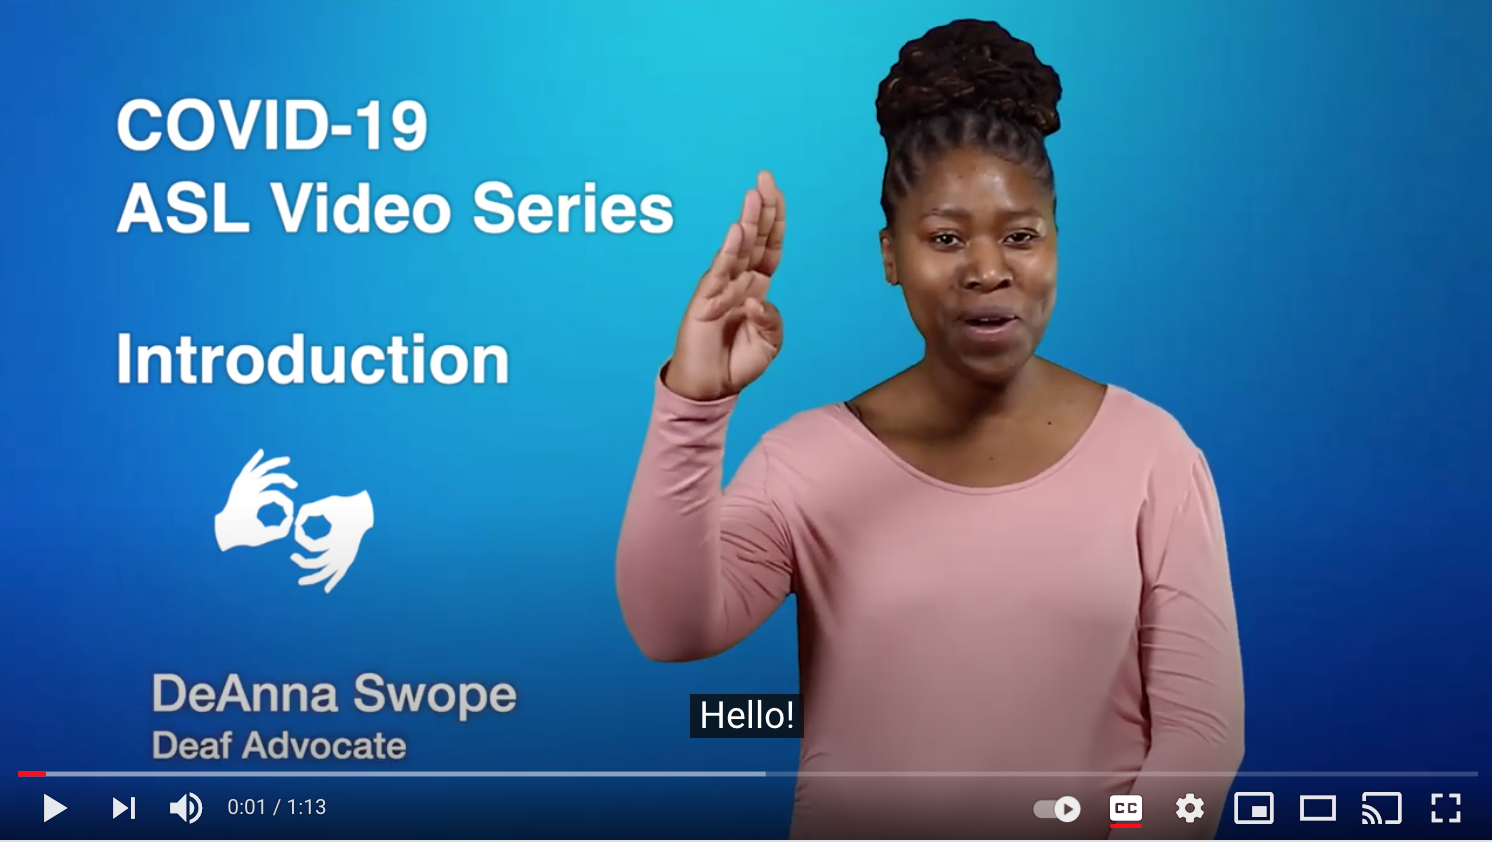 COVID-19
ASL Video Series
Introduction
DeAnna Swope
Deaf Advocate
Hello!
0:01 / 1:13
CC